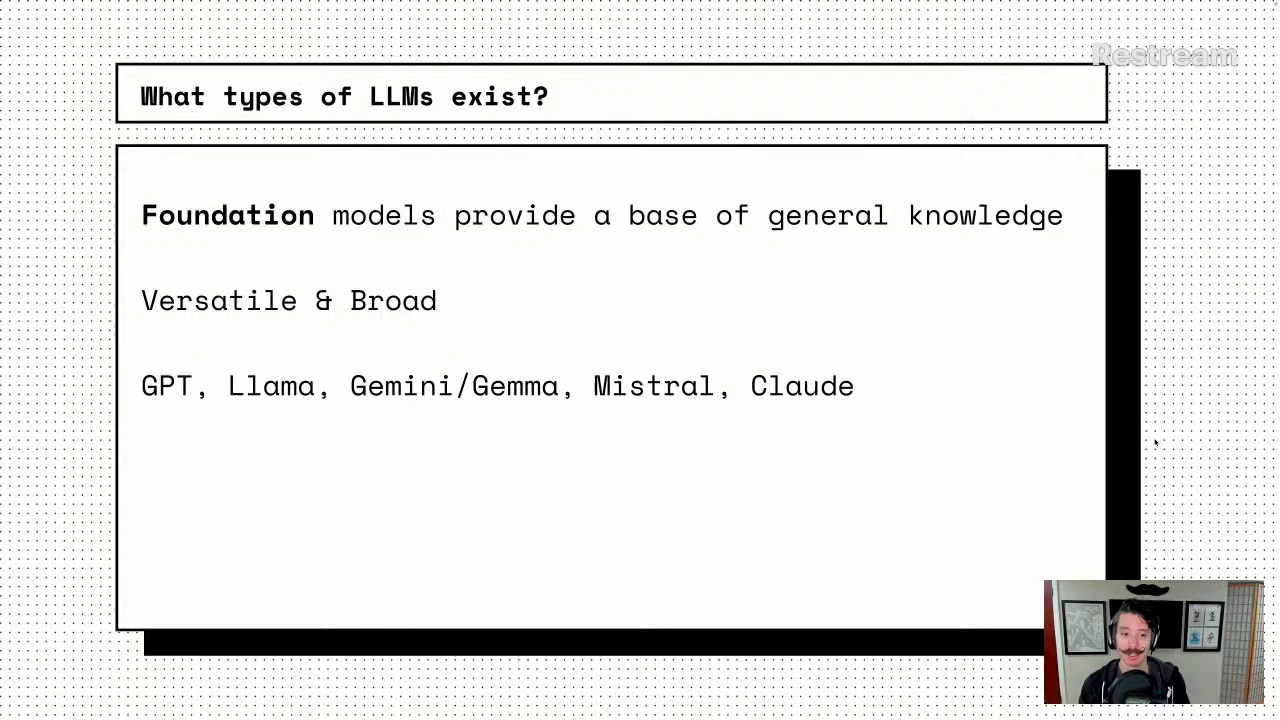 Restream
What types of LLMs exist?
Foundation models provide a base of general knowledge
Versatile & Broad
GPT, Llama, Gemini/Gemma, Mistral, Claude